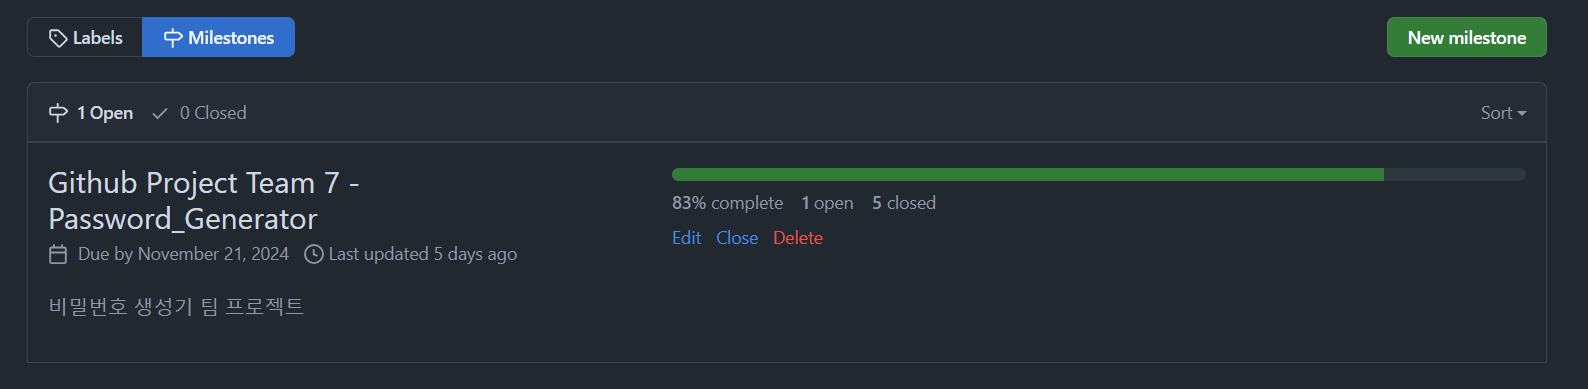 Labels Milestones New milestone
1 Open 0 Closed Sort
Github Project Team 7 -
Password_Generator
Due by November 21, 2024 Last updated 5 days ago
비밀번호 생성기 팀 프로젝트
83% complete 1 open 5 closed
Edit Close Delete